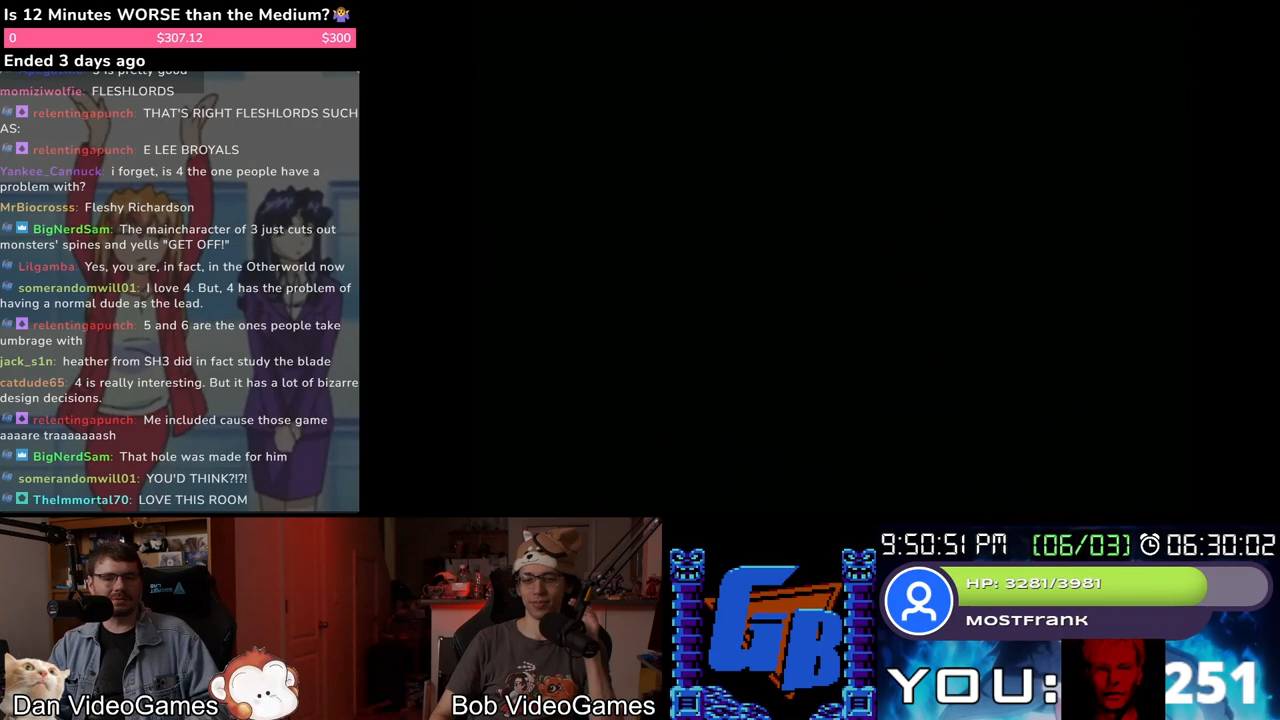 Is 12 Minutes WORSE than the Medium?🤷‍♀️
0 $307.12 $300
Ended 3 days ago
3 is pretty good
momiziwolfie: FLESHLORDS
relentingapunch: THAT'S RIGHT FLESHLORDS SUCH
AS:
relentingapunch: E LEE BROYALS
Yankee_Cannuck: i forget, is 4 the one people have a
problem with?
MrBiocrosss: Fleshy Richardson
BigNerdSam: The maincharacter of 3 just cuts out
monsters' spines and yells "GET OFF!"
Lilgamba: Yes, you are, in fact, in the Otherworld now
somerandomwill01: I love 4. But, 4 has the problem of
having a normal dude as the lead.
relentingapunch: 5 and 6 are the ones people take
umbrage with
jack_s1n: heather from SH3 did in fact study the blade
catdude65: 4 is really interesting. But it has a lot of bizarre
design decisions.
relentingapunch: Me included cause those game
aaaare traaaaaaash
BigNerdSam: That hole was made for him
somerandomwill01: YOU'D THINK?!?!
TheImmortal70: LOVE THIS ROOM
9:50:51 PM [06/03] 06:30:02
HP: 3281/3981
MOSTFRANK
GB
YOU: 251
Dan VideoGames
Bob VideoGames